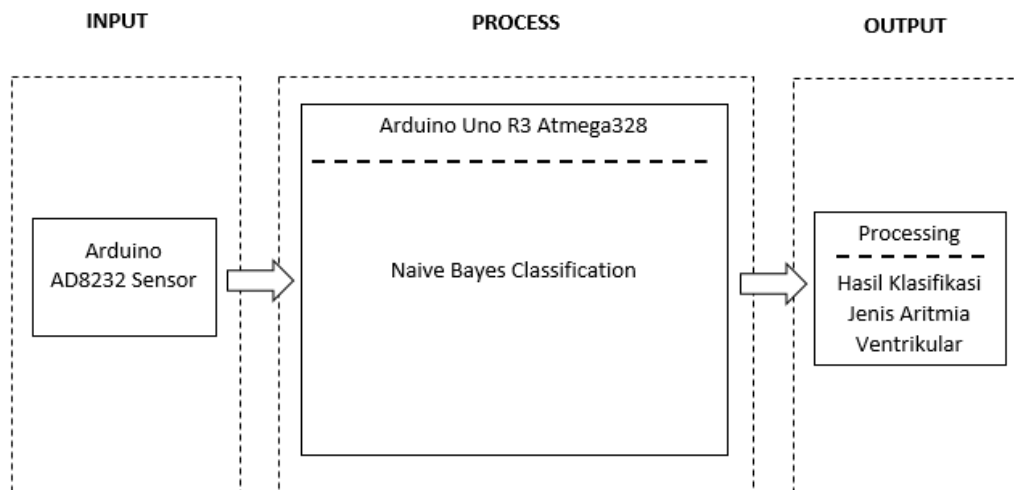 INPUT
PROCESS
OUTPUT
Arduino
AD8232 Sensor
Arduino Uno R3 Atmega328
Naive Bayes Classification
Processing
Hasil Klasifikasi
Jenis Aritmia
Ventrikular